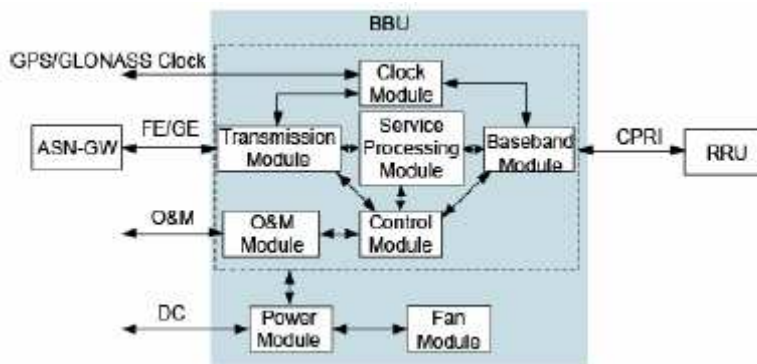 BBU
GPS/GLONASS Clock
Clock
Module
FE/GE
ASN-GW
Transmission
Module
Service
Processing
Module
Baseband
Module
CPRI
RRU
O&M
O&M
Module
Control
Module
DC
Power
Module
Fan
Module